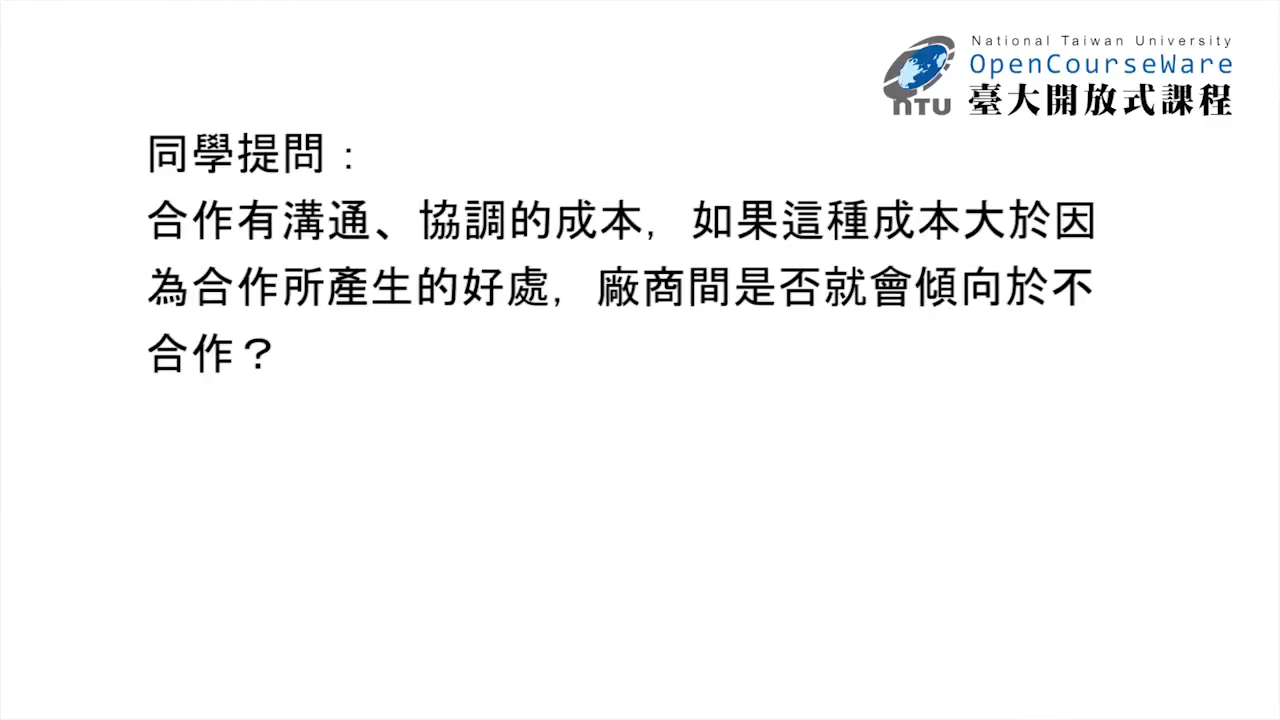 National Taiwan University
OpenCourseWare
NTU
臺大開放式課程
同學提問：
合作有溝通、協調的成本，如果這種成本大於因
為合作所產生的好處，廠商間是否就會傾向於不
合作？